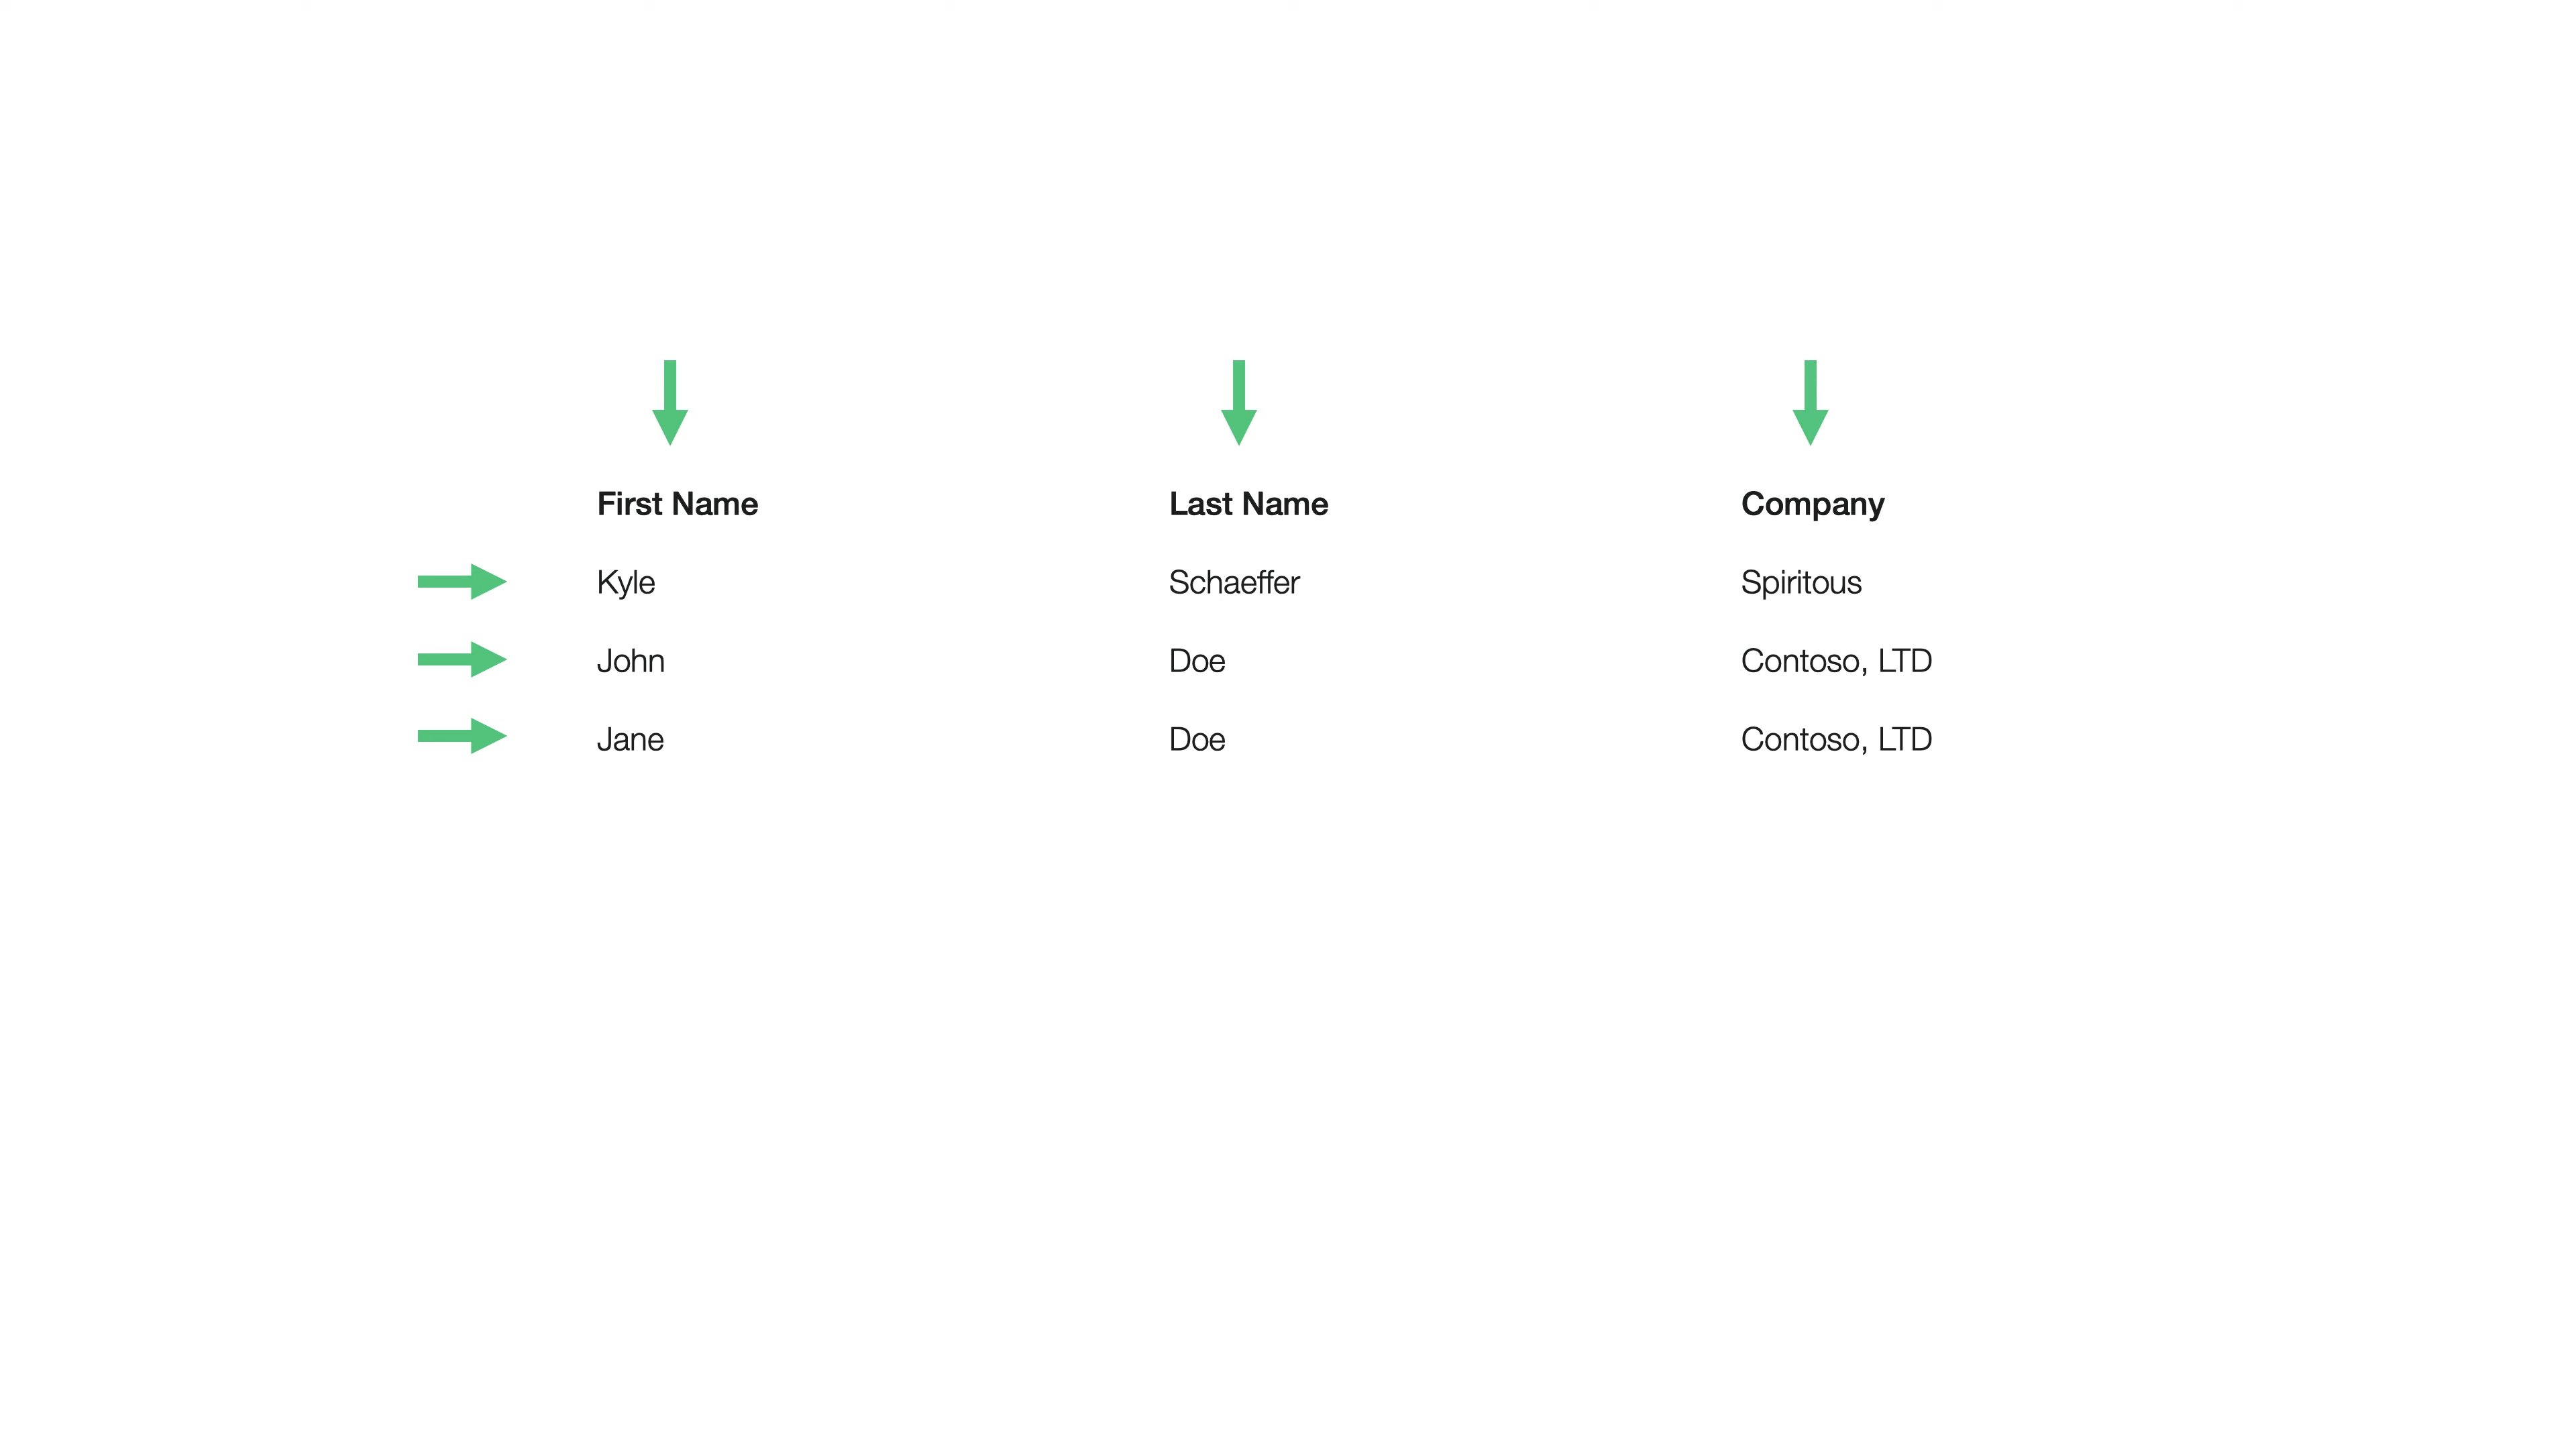 First Name Last Name Company
Kyle Schaeffer Spiritous
John Doe Contoso, LTD
Jane Doe Contoso, LTD